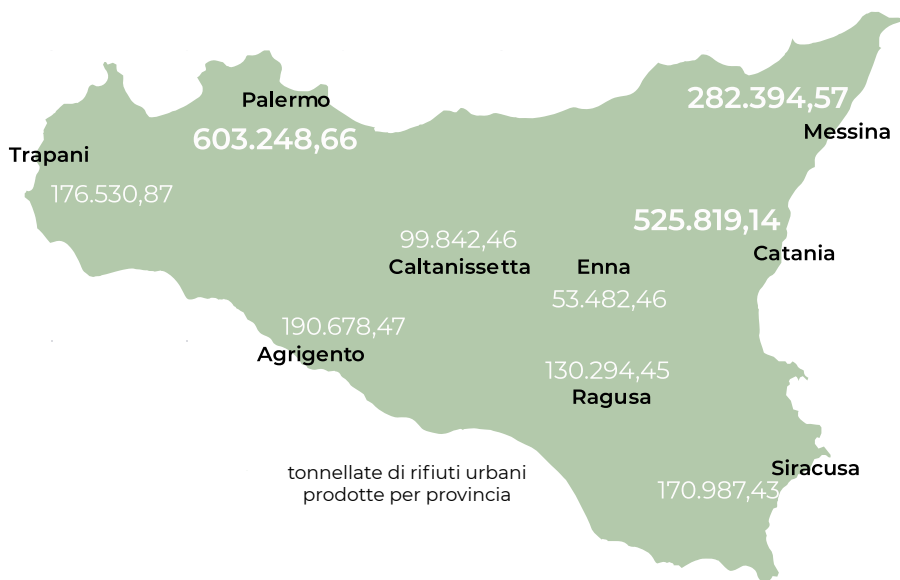 Palermo
603.248,66
282.394,57
Messina
Trapani
176.530,87
525.819,14
Catania
99.842,46
Caltanissetta
Enna
53.482,46
190.678,47
Agrigento
130.294,45
Ragusa
tonnellate di rifiuti urbani
prodotte per provincia
Siracusa
170.987,43